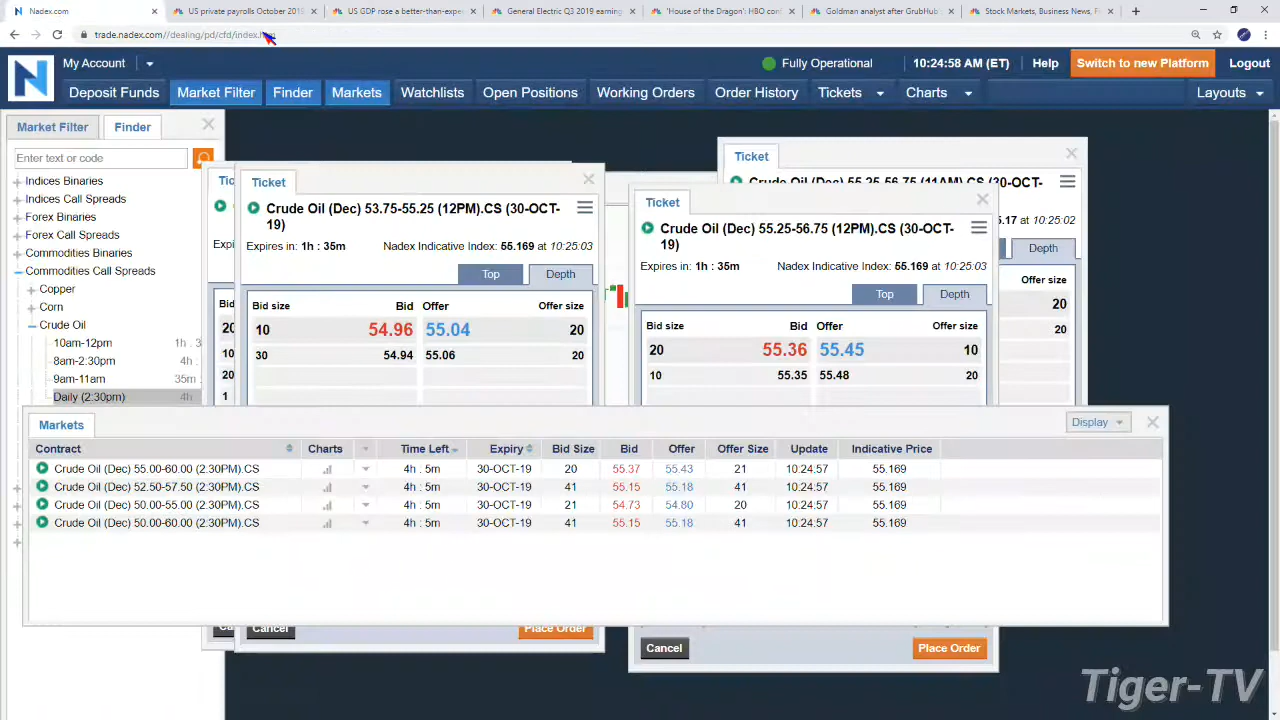 Nadex.com
US private payrolls October 2019
US GDP rose a better-than-expe
General Electric Q3 2019 earning
'House of the Dragon': HBO con
Goldman analyst after GrubHub
Stock Markets, Business News, F
trade.nadex.com//dealing/pd/cfd/index.h
My Account
Fully Operational
10:24:58 AM (ET)
Help
Switch to new Platform
Logout
Deposit Funds
Market Filter
Finder
Markets
Watchlists
Open Positions
Working Orders
Order History
Tickets
Charts
Layouts
Market Filter
Finder
Enter text or code
Indices Binaries
Indices Call Spreads
Forex Binaries
Forex Call Spreads
Commodities Binaries
Commodities Call Spreads
Copper
Corn
Crude Oil
10am-12pm 1h . 3
8am-2:30pm 4h
9am-11am 35m
Daily (2:30pm) 4h
Tic
Expi
Bid
20
10
20
1
Ticket
Crude Oil (Dec) 53.75-55.25 (12PM).CS (30-OCT-
19)
Expires in: 1h : 35m Nadex Indicative Index: 55.169 at 10:25:03
Top Depth
Bid size Bid Offer Offer size
10 54.96 55.04 20
30 54.94 55.06 20
Cancel
Place Order
Ticket
Crude Oil (Dec) 55.25-56.75 (11AM).CS (30-OCT-
5.17 at 10:25:02
Depth
Offer size
20
20
Ticket
Crude Oil (Dec) 55.25-56.75 (12PM).CS (30-OCT-
19)
Expires in: 1h : 35m Nadex Indicative Index: 55.169 at 10:25:03
Top Depth
Bid size Bid Offer Offer size
20 55.36 55.45 10
10 55.35 55.48 20
Cancel
Place Order
Markets
Display
Contract Charts Time Left Expiry Bid Size Bid Offer Offer Size Update Indicative Price
Crude Oil (Dec) 55.00-60.00 (2:30PM).CS 4h : 5m 30-OCT-19 20 55.37 55.43 21 10:24:57 55.169
Crude Oil (Dec) 52.50-57.50 (2:30PM).CS 4h : 5m 30-OCT-19 41 55.15 55.18 41 10:24:57 55.169
Crude Oil (Dec) 50.00-55.00 (2:30PM).CS 4h : 5m 30-OCT-19 21 54.73 54.80 20 10:24:57 55.169
Crude Oil (Dec) 50.00-60.00 (2:30PM).CS 4h : 5m 30-OCT-19 41 55.15 55.18 41 10:24:57 55.169
Tiger-TV